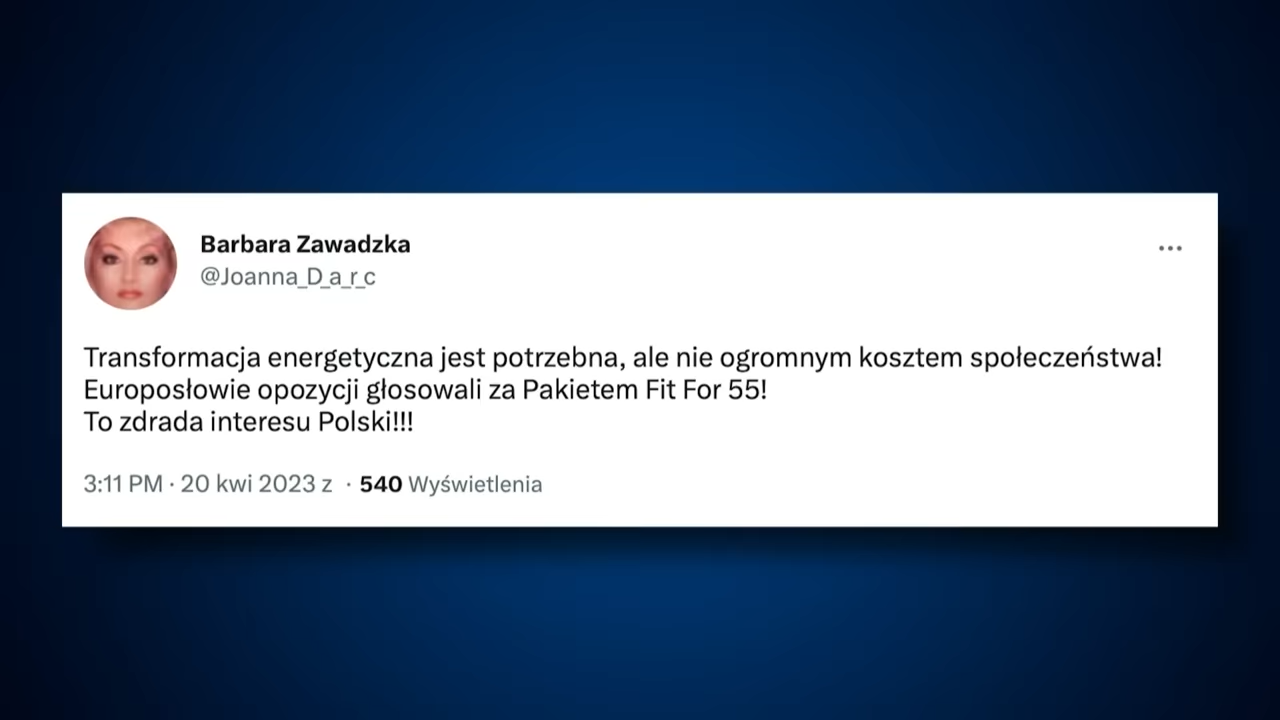 Barbara Zawadzka
@Joanna_D_a_r_c
Transformacja energetyczna jest potrzebna, ale nie ogromnym kosztem społeczeństwa!
Europosłowie opozycji głosowali za Pakietem Fit For 55!
To zdrada interesu Polski!!!
3:11 PM · 20 kwi 2023 z · 540 Wyświetlenia